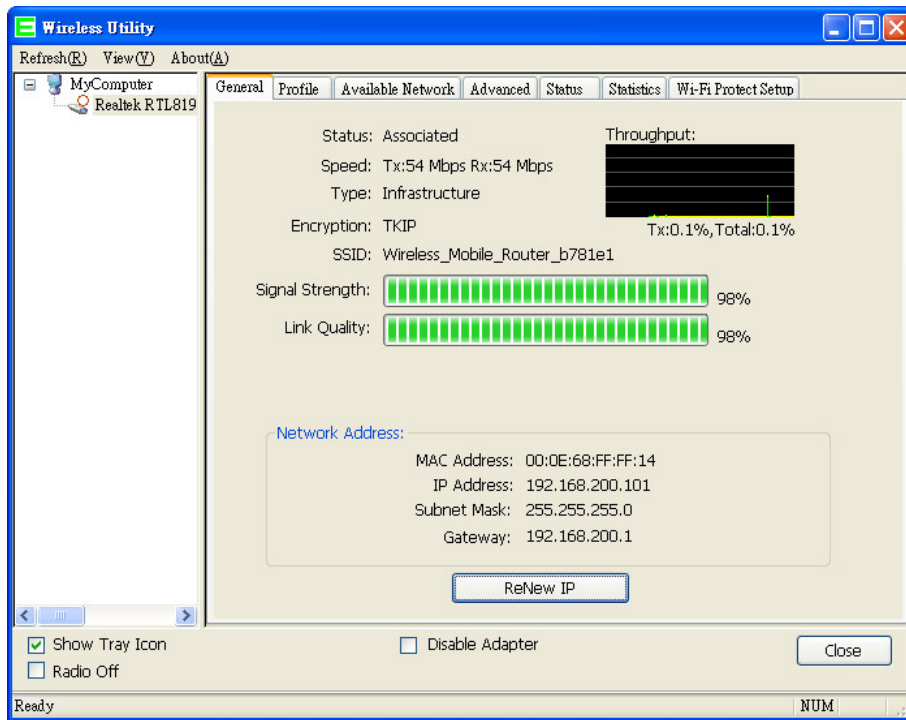 Wireless Utility
Refresh(R) View(V) About(A)
MyComputer
Realtek RTL819
General Profile Available Network Advanced Status Statistics Wi-Fi Protect Setup
Status: Associated
Speed: Tx:54 Mbps Rx:54 Mbps
Type: Infrastructure
Encryption: TKIP
SSID: Wireless_Mobile_Router_b781e1
Signal Strength: 98%
Link Quality: 98%
Throughput:
Tx:0.1%,Total:0.1%
Network Address:
MAC Address: 00:0E:68:FF:FF:14
IP Address: 192.168.200.101
Subnet Mask: 255.255.255.0
Gateway: 192.168.200.1
ReNew IP
Show Tray Icon
Radio Off
Disable Adapter
Close
Ready NUM